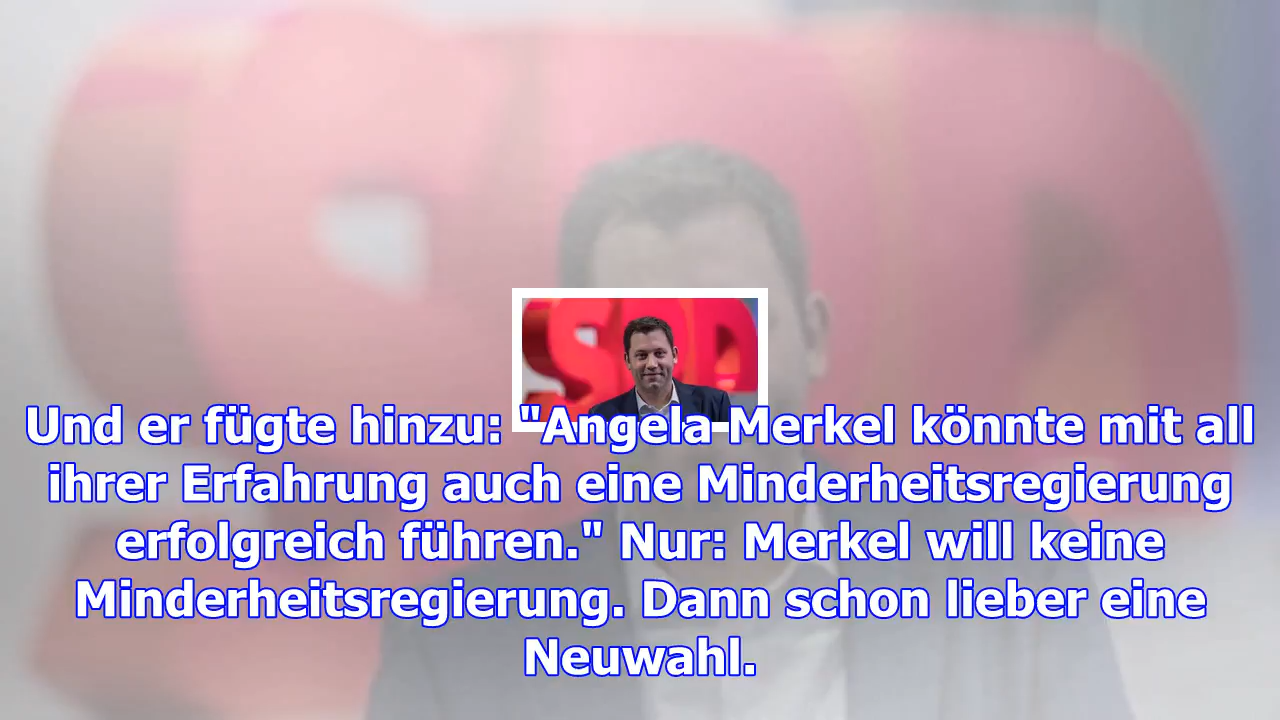 SPD
Und er fügte hinzu: "Angela Merkel könnte mit all
ihrer Erfahrung auch eine Minderheitsregierung
erfolgreich führen." Nur: Merkel will keine
Minderheitsregierung. Dann schon lieber eine
Neuwahl.